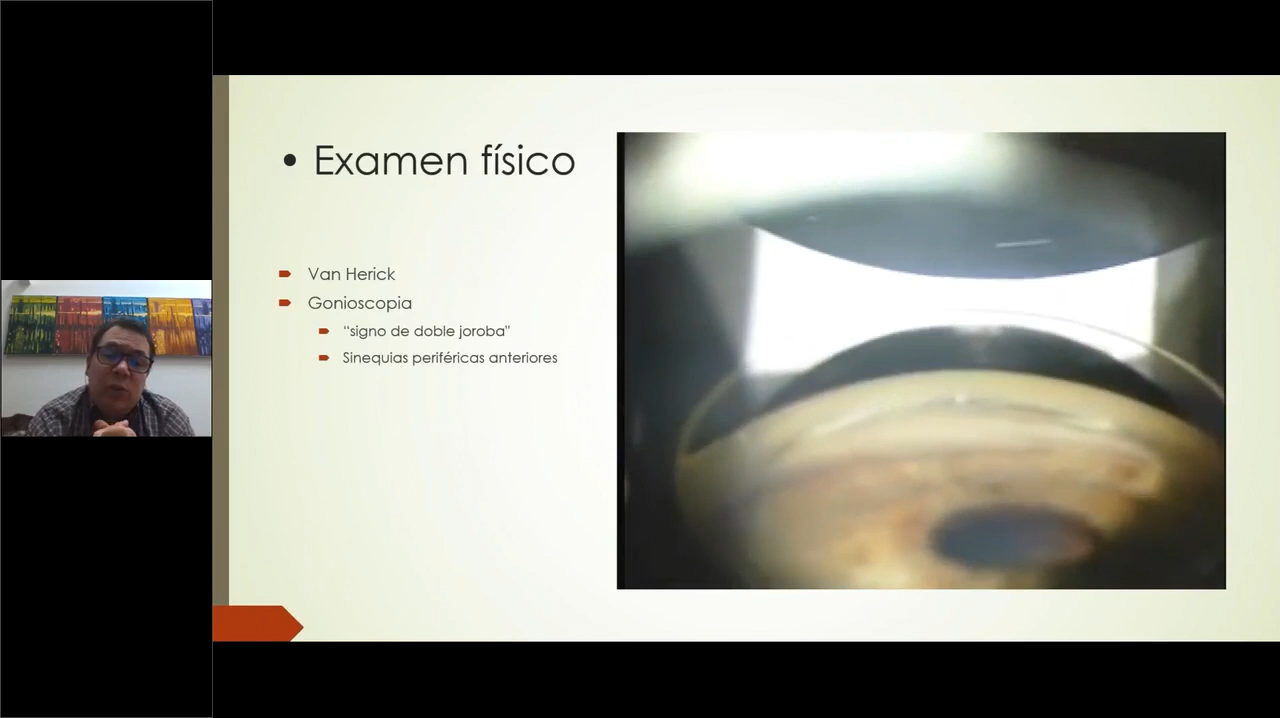 • Examen físico
Van Herick
Gonioscopia
"signo de doble joroba"
Sinequias periféricas anteriores